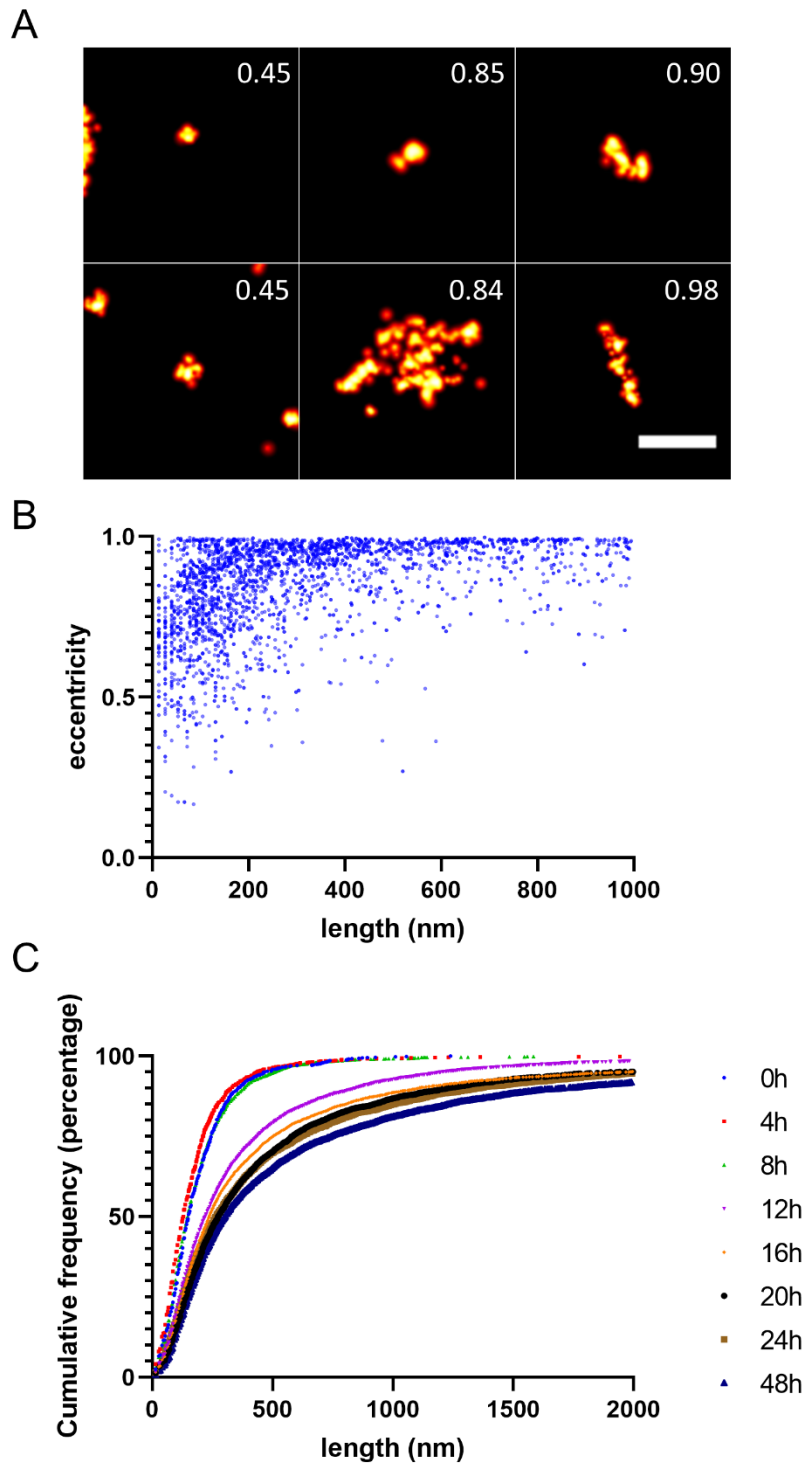 A
0.45 0.85 0.90
0.45 0.84 0.98
B
1.0
0.5
0.0
eccentricity
0 200 400 600 800 1000
length (nm)
C
100
50
0
Cumulative frequency (percentage)
0 500 1000 1500 2000
length (nm)
0h
4h
8h
12h
16h
20h
24h
48h